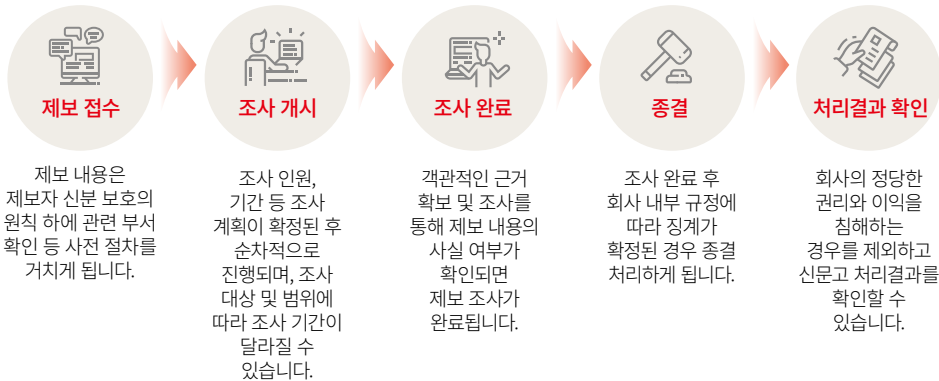 제보 접수
제보 내용은
제보자 신분 보호의
원칙 하에 관련 부서
확인 등 사전 절차를
거치게 됩니다.
조사 개시
조사 인원,
기간 등 조사
계획이 확정된 후
순차적으로
진행되며, 조사
대상 및 범위에
따라 조사 기간이
달라질 수
있습니다.
조사 완료
객관적인 근거
확보 및 조사를
통해 제보 내용의
사실 여부가
확인되면
제보 조사가
완료됩니다.
종결
조사 완료 후
회사 내부 규정에
따라 징계가
확정된 경우 종결
처리하게 됩니다.
처리결과 확인
회사의 정당한
권리와 이익을
침해하는
경우를 제외하고
신문고 처리결과를
확인할 수
있습니다.